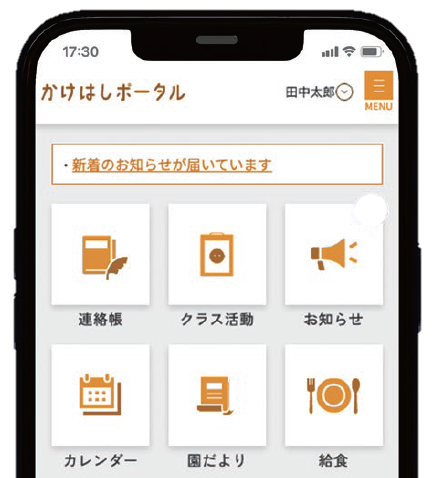 17:30
かけはしポータル
田中太郎
MENU
・新着のお知らせが届いています
連絡帳
クラス活動
お知らせ
カレンダー
園だより
給食